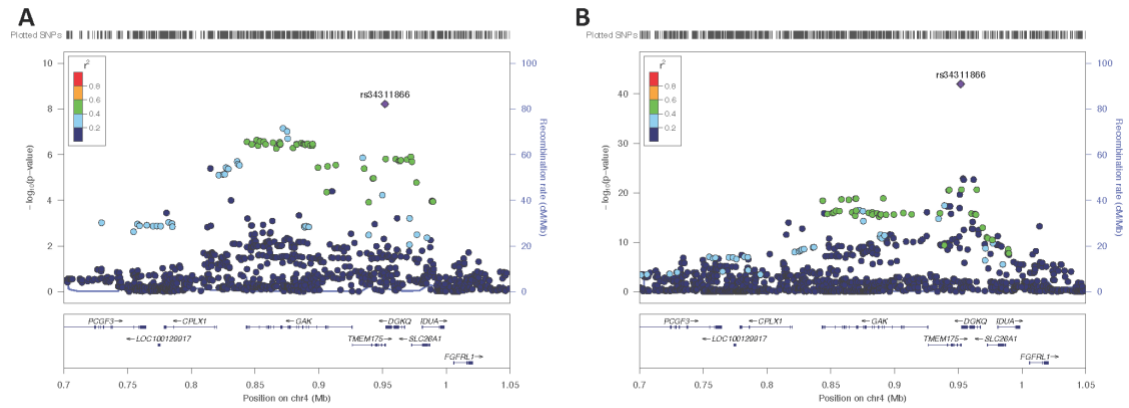 A
Plotted SNPs
10
8
6
4
2
0
− log10(p-value)
r2
0.8
0.6
0.4
0.2
rs34311866
100
80
60
40
20
0
Recombination rate (cM/Mb)
PCGF3→
←CPLX1
←GAK
←DGKQ
IDUA→
←LOC100129917
TMEM175→
←SLC26A1
FGFRL1→
0.7
0.75
0.8
0.85
0.9
0.95
1
1.05
Position on chr4 (Mb)
B
Plotted SNPs
40
30
20
10
0
− log10(p-value)
r2
0.8
0.6
0.4
0.2
rs34311866
100
80
60
40
20
0
Recombination rate (cM/Mb)
PCGF3→
←CPLX1
←GAK
←DGKQ
IDUA→
←LOC100129917
TMEM175→
←SLC26A1
FGFRL1→
0.7
0.75
0.8
0.85
0.9
0.95
1
1.05
Position on chr4 (Mb)